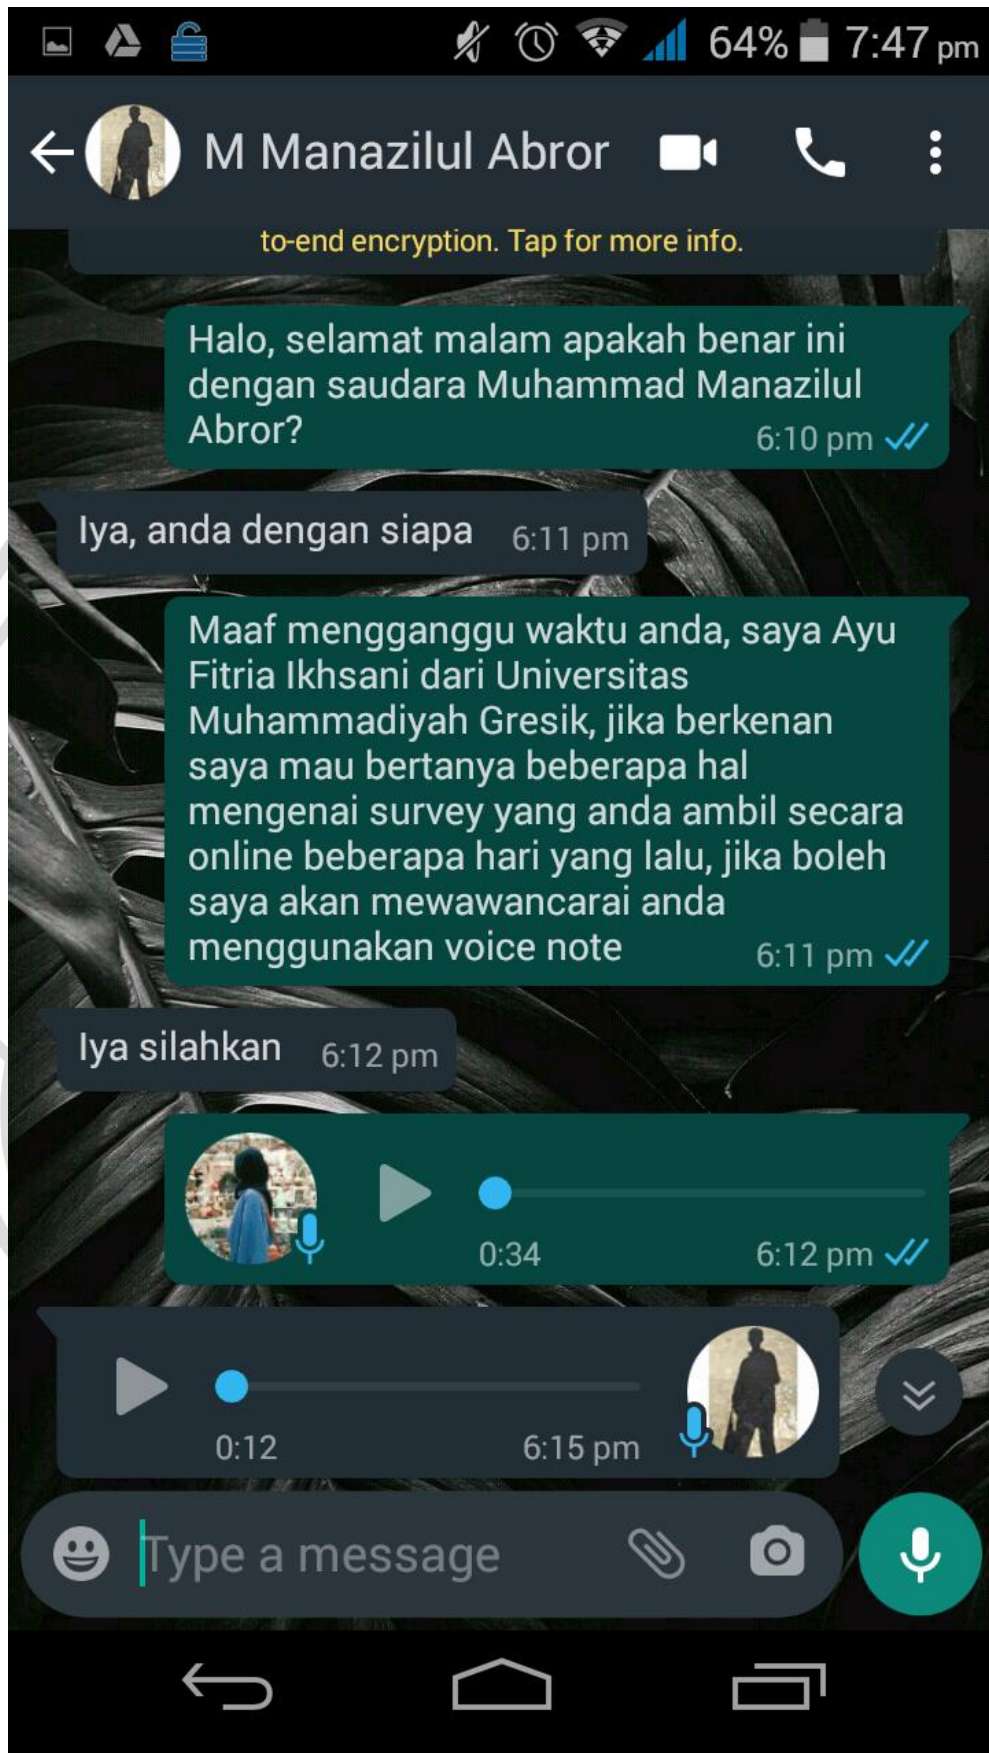 64% 7:47 pm
M Manazilul Abror
to-end encryption. Tap for more info.
Halo, selamat malam apakah benar ini
dengan saudara Muhammad Manazilul
Abror?
6:10 pm
Iya, anda dengan siapa 6:11 pm
Maaf mengganggu waktu anda, saya Ayu
Fitria Ikhsani dari Universitas
Muhammadiyah Gresik, jika berkenan
saya mau bertanya beberapa hal
mengenai survey yang anda ambil secara
online beberapa hari yang lalu, jika boleh
saya akan mewawancarai anda
menggunakan voice note 6:11 pm
Iya silahkan 6:12 pm
0:34 6:12 pm
0:12 6:15 pm
Type a message